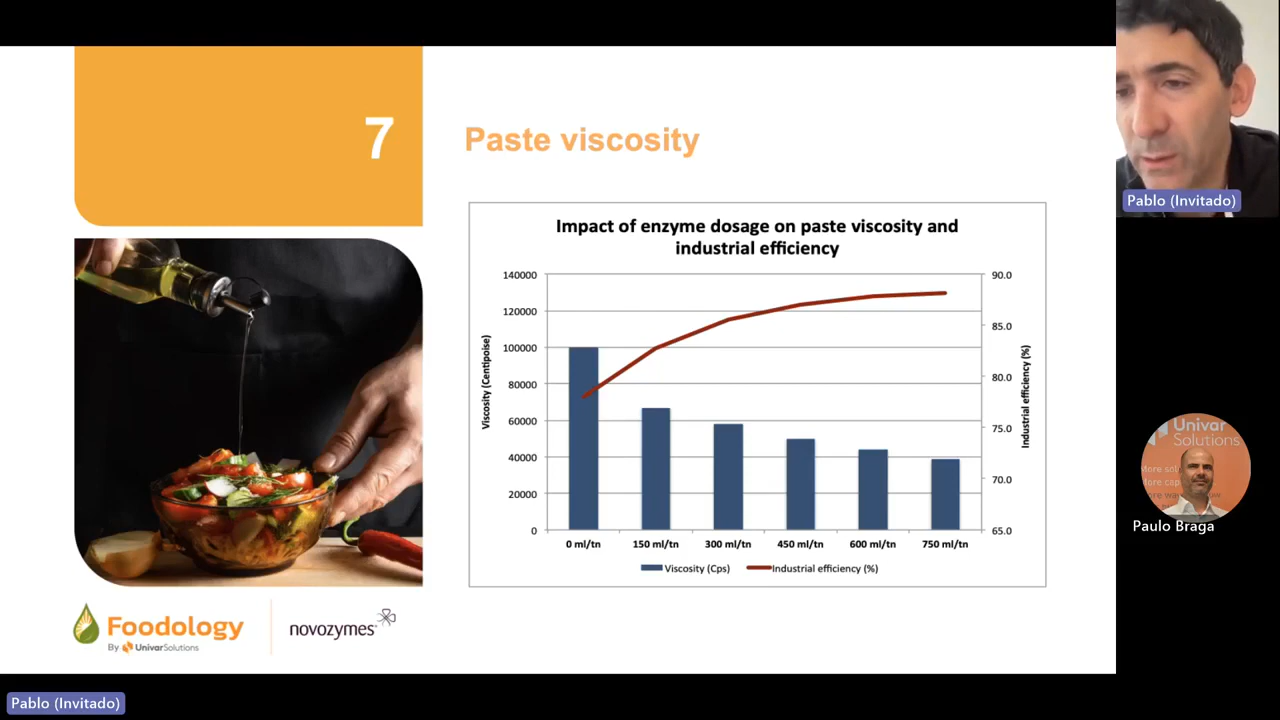 7
Paste viscosity
Impact of enzyme dosage on paste viscosity and
industrial efficiency
140000
120000
100000
80000
60000
40000
20000
0
Viscosity (Centipoise)
90.0
85.0
80.0
75.0
70.0
65.0
Industrial efficiency (%)
0 ml/tn 150 ml/tn 300 ml/tn 450 ml/tn 600 ml/tn 750 ml/tn
Viscosity (Cps) Industrial efficiency (%)
Foodology
By Univar Solutions
novozymes
Pablo (Invitado)
Univar
Solutions
Paulo Braga
Pablo (Invitado)